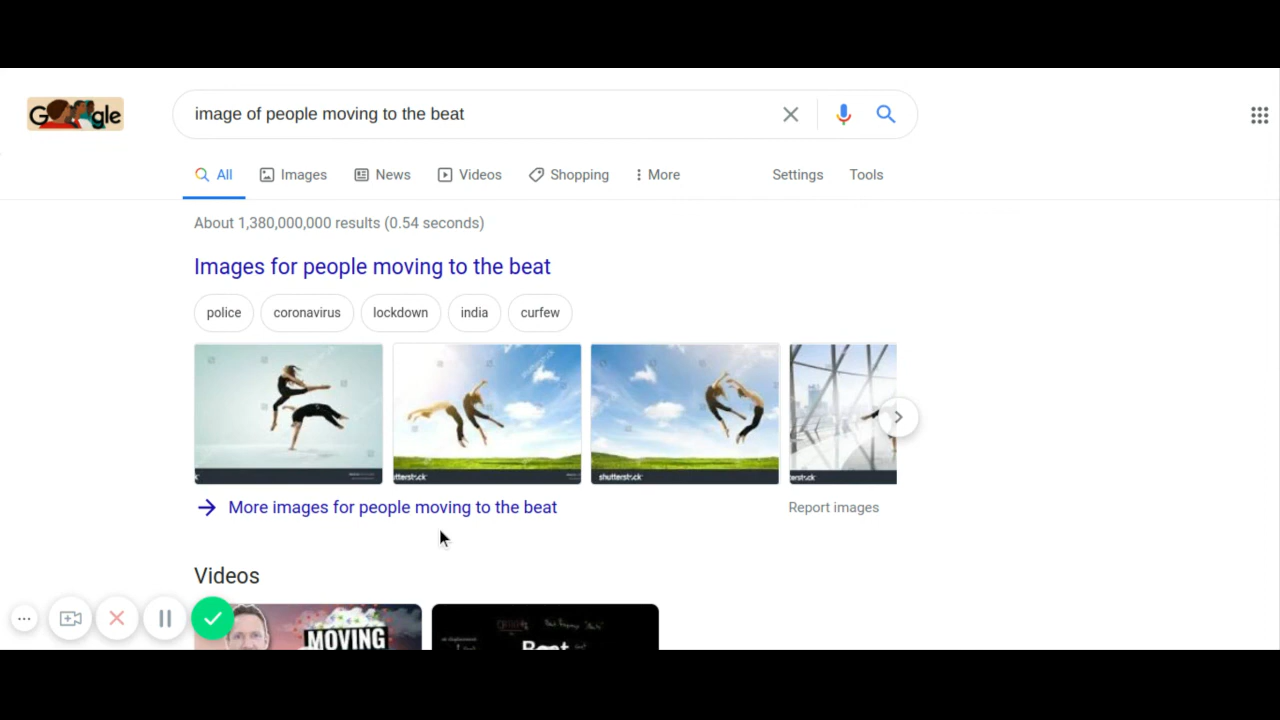 Google
image of people moving to the beat
All Images News Videos Shopping More Settings Tools
About 1,380,000,000 results (0.54 seconds)
Images for people moving to the beat
police coronavirus lockdown india curfew
shutterstock
More images for people moving to the beat Report images
Videos
MOVING
Beat